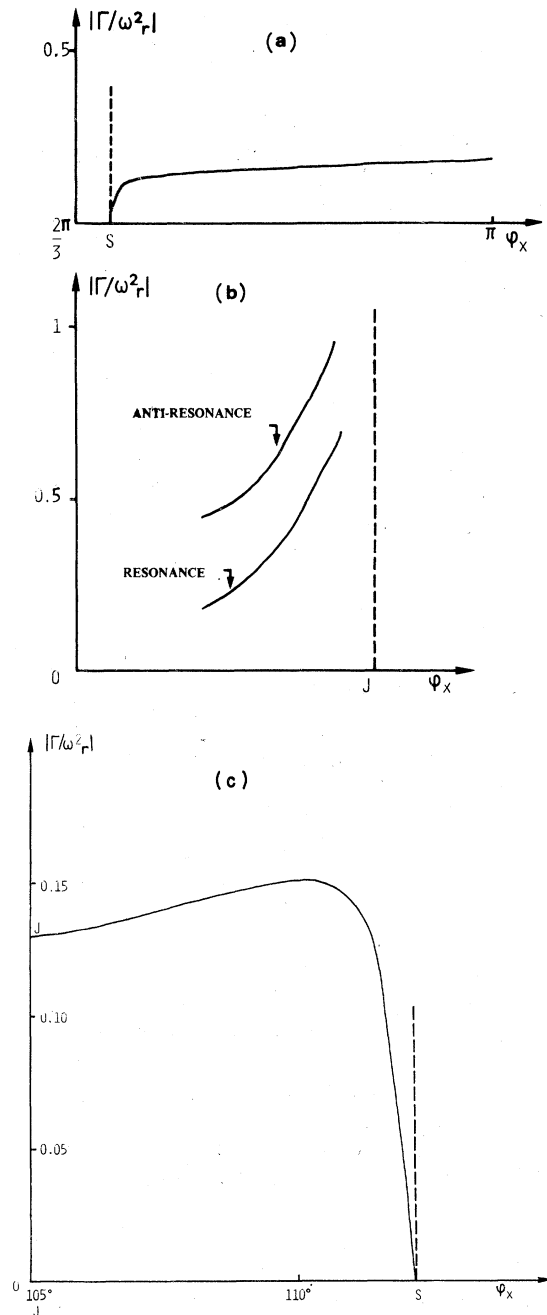 |Γ/ω²r|
(a)
0.5
2π
3
S
π
φx
|Γ/ω²r|
(b)
1
ANTI-RESONANCE
0.5
RESONANCE
0
J
φx
|Γ/ω²r|
(c)
0.15
J
0.10
0.05
0
105°
110°
S
φx
J